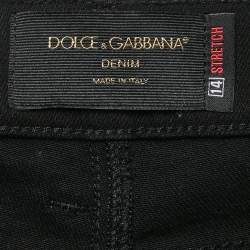 DOLCE & GABBANA®
DENIM
MADE IN ITALY
14 STRETCH